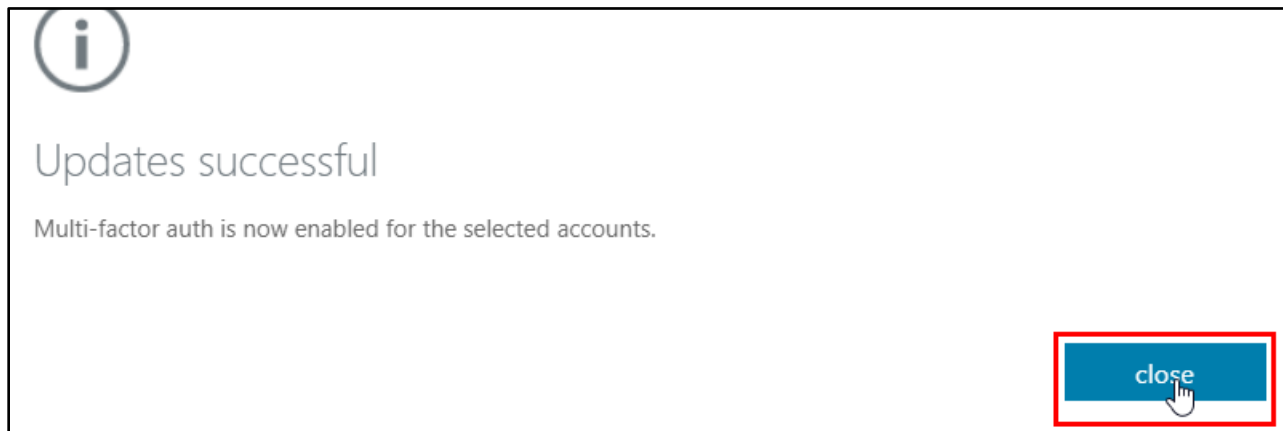 Updates successful
Multi-factor auth is now enabled for the selected accounts.
close